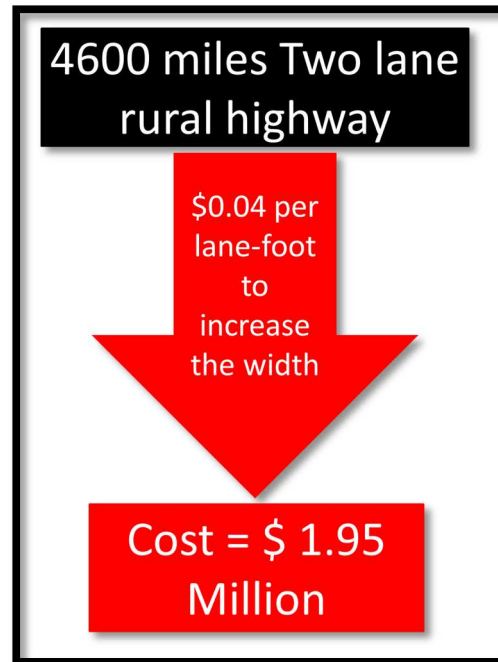 4600 miles Two lane
rural highway
$0.04 per
lane-foot
to
increase
the width
Cost = $ 1.95
Million